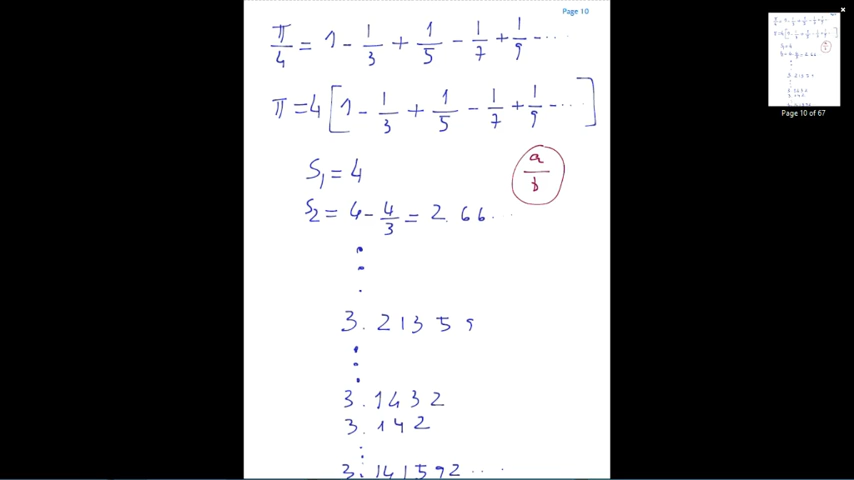 Page 10
π/4 = 1 - 1/3 + 1/5 - 1/7 + 1/9 - ...
π = 4 [ 1 - 1/3 + 1/5 - 1/7 + 1/9 - ... ]
S₁ = 4
a/b
S₂ = 4 - 4/3 = 2.66...
3.21359
3.1432
3.142
3.141592....
Page 10 of 67